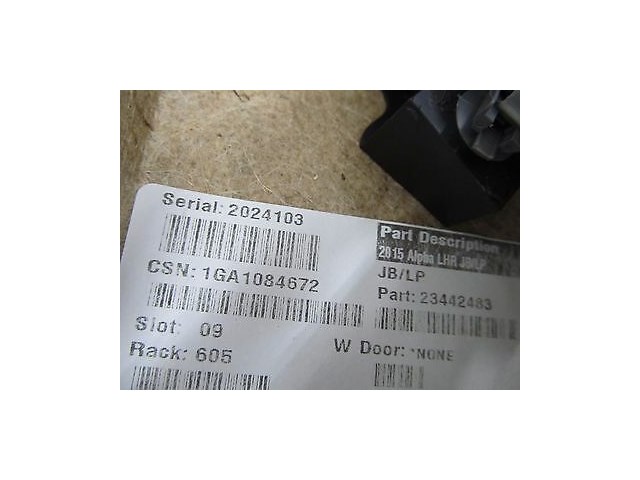 Serial: 2024103
CSN: 1GA1084672
Slot: 09
Rack: 605
Part Description
2015 Alpha LHR JB/LP
JB/LP
Part: 23442483
W Door: *NONE